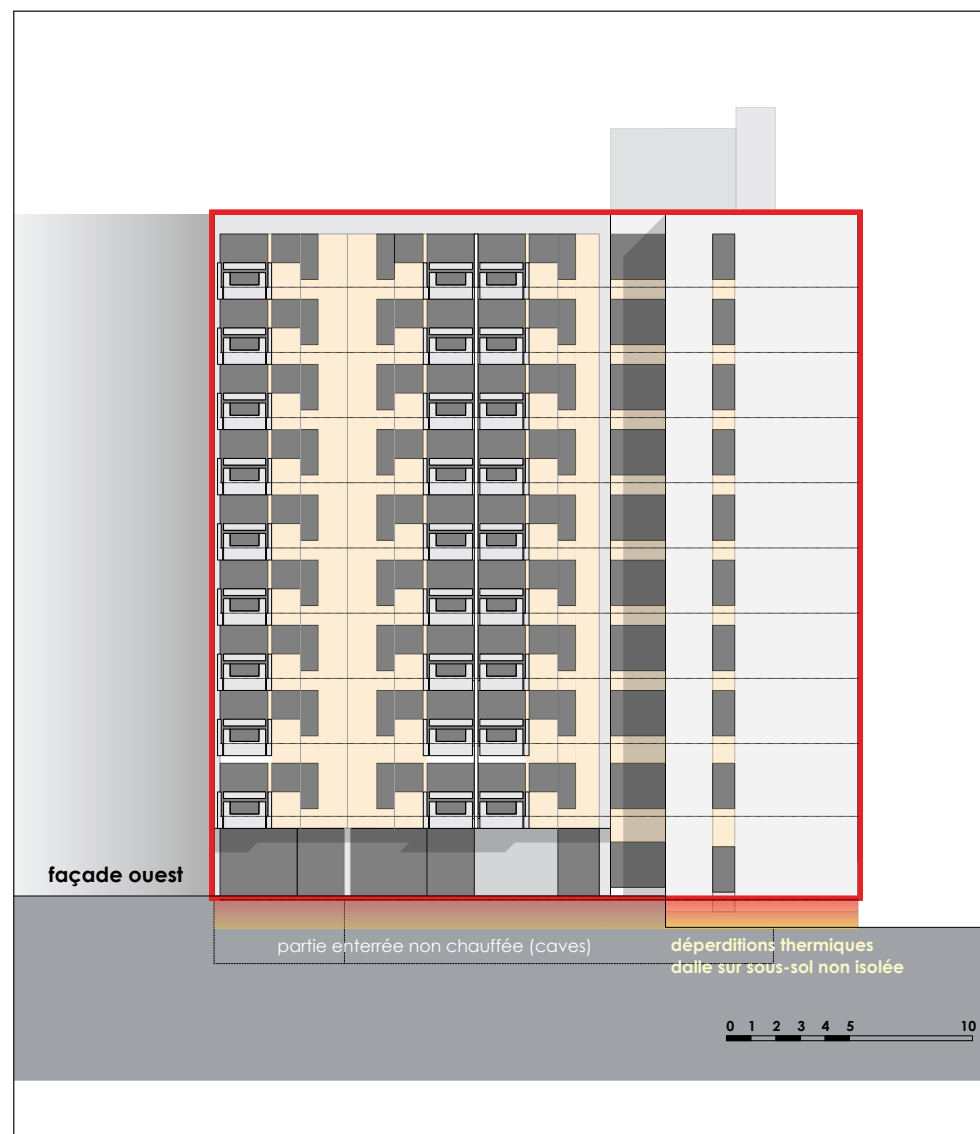 façade ouest
partie enterrée non chauffée (caves)
déperditions thermiques
dalle sur sous-sol non isolée
0 1 2 3 4 5 10